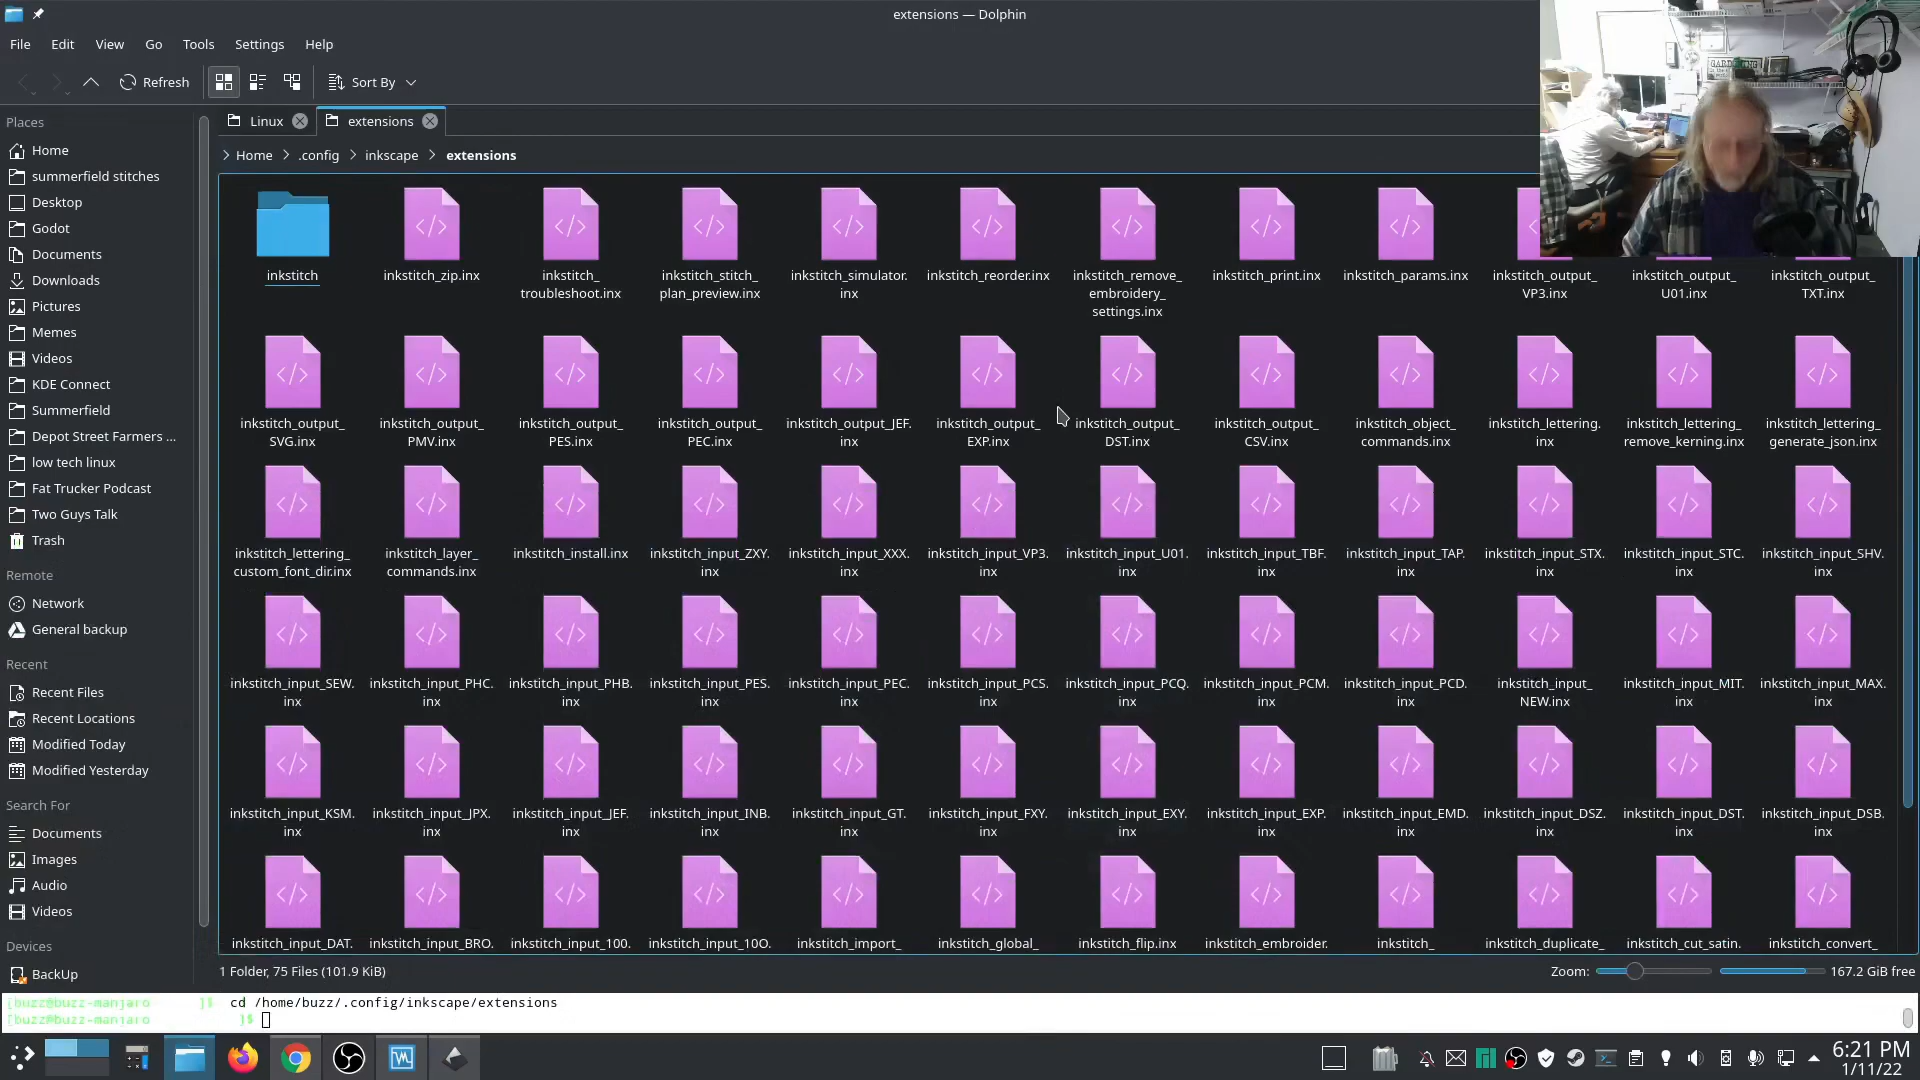 extensions — Dolphin
File Edit View Go Tools Settings Help
Refresh Sort By
Linux extensions
Home .config inkscape extensions
Places
Home
summerfield stitches
Desktop
Godot
Documents
Downloads
Pictures
Memes
Videos
KDE Connect
Summerfield
Depot Street Farmers ...
low tech linux
Fat Trucker Podcast
Two Guys Talk
Trash
Remote
Network
General backup
Recent
Recent Files
Recent Locations
Modified Today
Modified Yesterday
Search For
Documents
Images
Audio
Videos
Devices
BackUp
inkstitch
inkstitch_zip.inx
inkstitch_
troubleshoot.inx
inkstitch_stitch_
plan_preview.inx
inkstitch_simulator.
inx
inkstitch_reorder.inx
inkstitch_remove_
embroidery_
settings.inx
inkstitch_print.inx
inkstitch_params.inx
inkstitch_output_
VP3.inx
inkstitch_output_
U01.inx
inkstitch_output_
TXT.inx
inkstitch_output_
SVG.inx
inkstitch_output_
PMV.inx
inkstitch_output_
PES.inx
inkstitch_output_
PEC.inx
inkstitch_output_JEF.
inx
inkstitch_output_
EXP.inx
inkstitch_output_
DST.inx
inkstitch_output_
CSV.inx
inkstitch_object_
commands.inx
inkstitch_lettering.
inx
inkstitch_lettering_
remove_kerning.inx
inkstitch_lettering_
generate_json.inx
inkstitch_lettering_
custom_font_dir.inx
inkstitch_layer_
commands.inx
inkstitch_install.inx
inkstitch_input_ZXY.
inx
inkstitch_input_XXX.
inx
inkstitch_input_VP3.
inx
inkstitch_input_U01.
inx
inkstitch_input_TBF.
inx
inkstitch_input_TAP.
inx
inkstitch_input_STX.
inx
inkstitch_input_STC.
inx
inkstitch_input_SHV.
inx
inkstitch_input_SEW.
inx
inkstitch_input_PHC.
inx
inkstitch_input_PHB.
inx
inkstitch_input_PES.
inx
inkstitch_input_PEC.
inx
inkstitch_input_PCS.
inx
inkstitch_input_PCQ.
inx
inkstitch_input_PCM.
inx
inkstitch_input_PCD.
inx
inkstitch_input_
NEW.inx
inkstitch_input_MIT.
inx
inkstitch_input_MAX.
inx
inkstitch_input_KSM.
inx
inkstitch_input_JPX.
inx
inkstitch_input_JEF.
inx
inkstitch_input_INB.
inx
inkstitch_input_GT.
inx
inkstitch_input_FXY.
inx
inkstitch_input_EXY.
inx
inkstitch_input_EXP.
inx
inkstitch_input_EMD.
inx
inkstitch_input_DSZ.
inx
inkstitch_input_DST.
inx
inkstitch_input_DSB.
inx
inkstitch_input_DAT.
inkstitch_input_BRO.
inkstitch_input_100.
inkstitch_input_10O.
inkstitch_import_
inkstitch_global_
inkstitch_flip.inx
inkstitch_embroider.
inkstitch_
inkstitch_duplicate_
inkstitch_cut_satin.
inkstitch_convert_
1 Folder, 75 Files (101.9 KiB)
Zoom: 167.2 GiB free
[buzz@buzz-manjaro ]$ cd /home/buzz/.config/inkscape/extensions
[buzz@buzz-manjaro ]$
6:21 PM
1/11/22